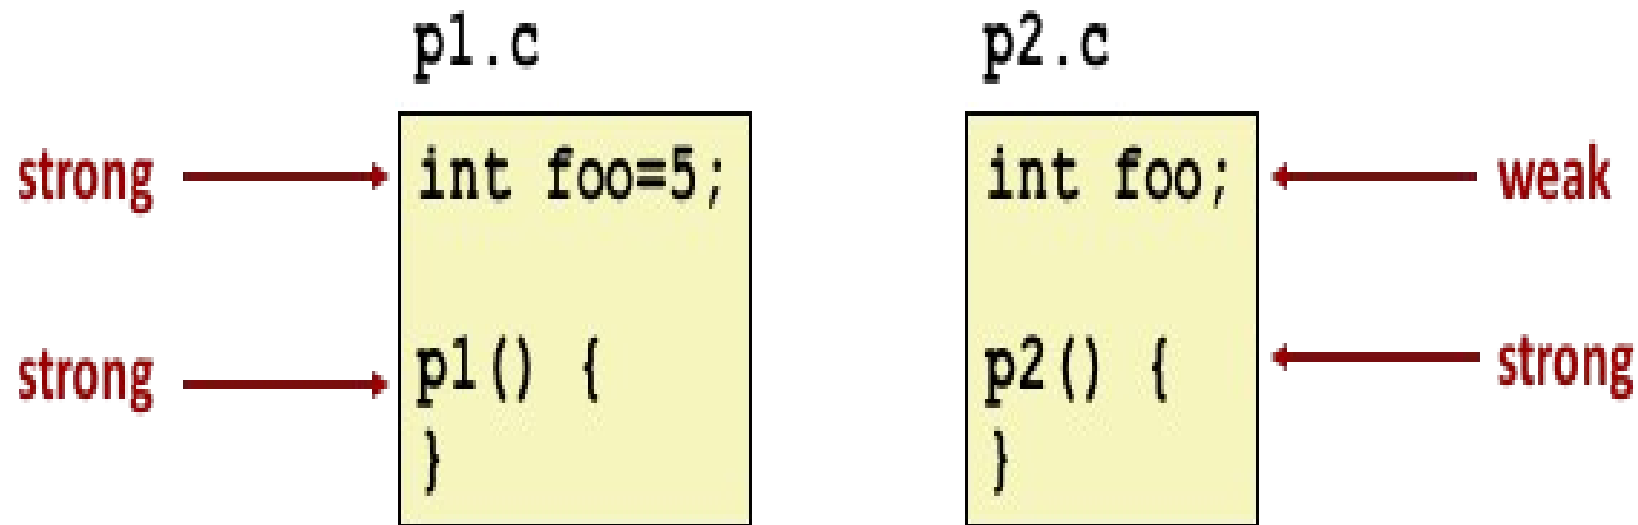 p1.c
p2.c
strong
int foo=5;
int foo;
weak
strong
p1() {
p2() {
strong
}
}